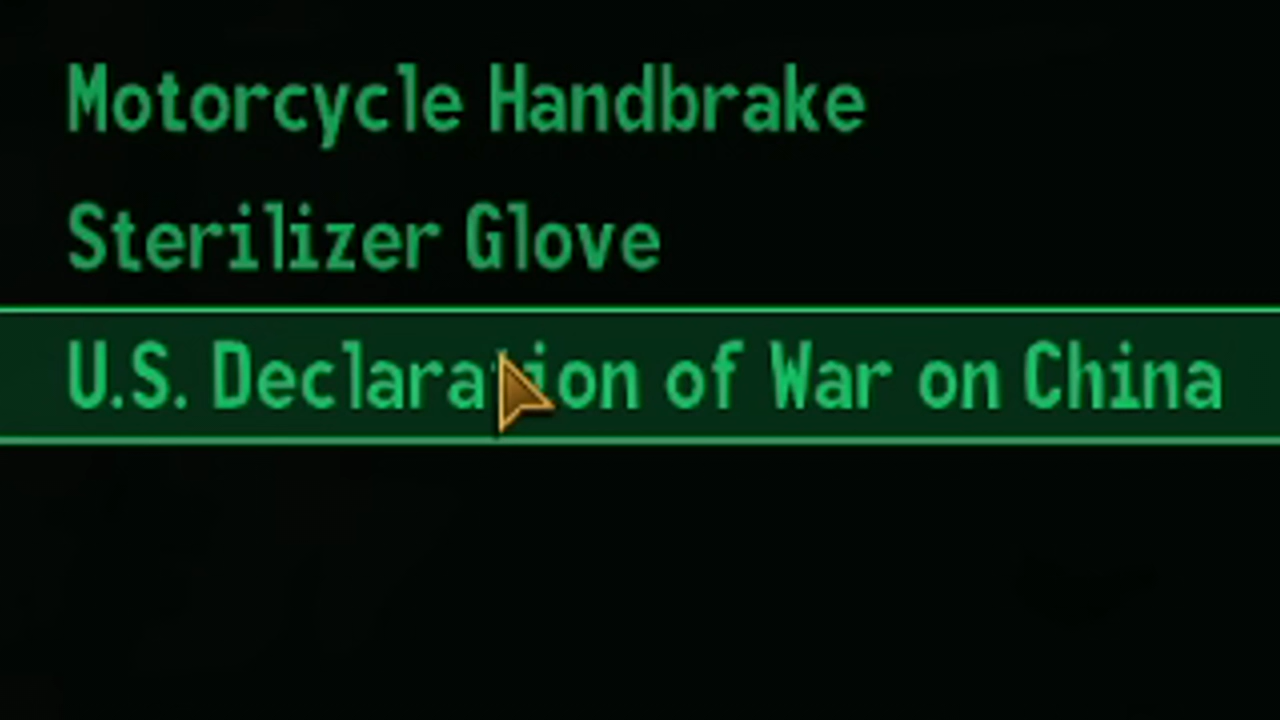 Motorcycle Handbrake
Sterilizer Glove
U.S. Declaration of War on China